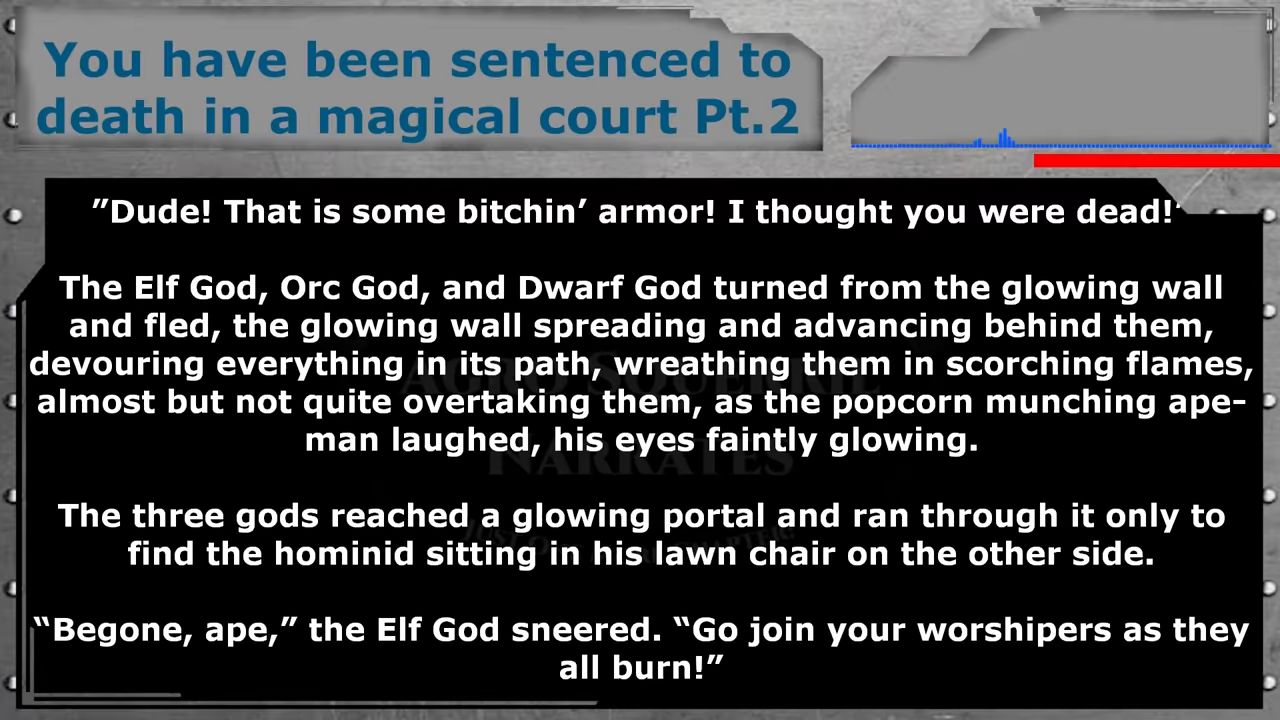 You have been sentenced to
death in a magical court Pt.2
”Dude! That is some bitchin’ armor! I thought you were dead!”
The Elf God, Orc God, and Dwarf God turned from the glowing wall
and fled, the glowing wall spreading and advancing behind them,
devouring everything in its path, wreathing them in scorching flames,
almost but not quite overtaking them, as the popcorn munching ape-
man laughed, his eyes faintly glowing.
The three gods reached a glowing portal and ran through it only to
find the hominid sitting in his lawn chair on the other side.
“Begone, ape,” the Elf God sneered. “Go join your worshipers as they
all burn!”